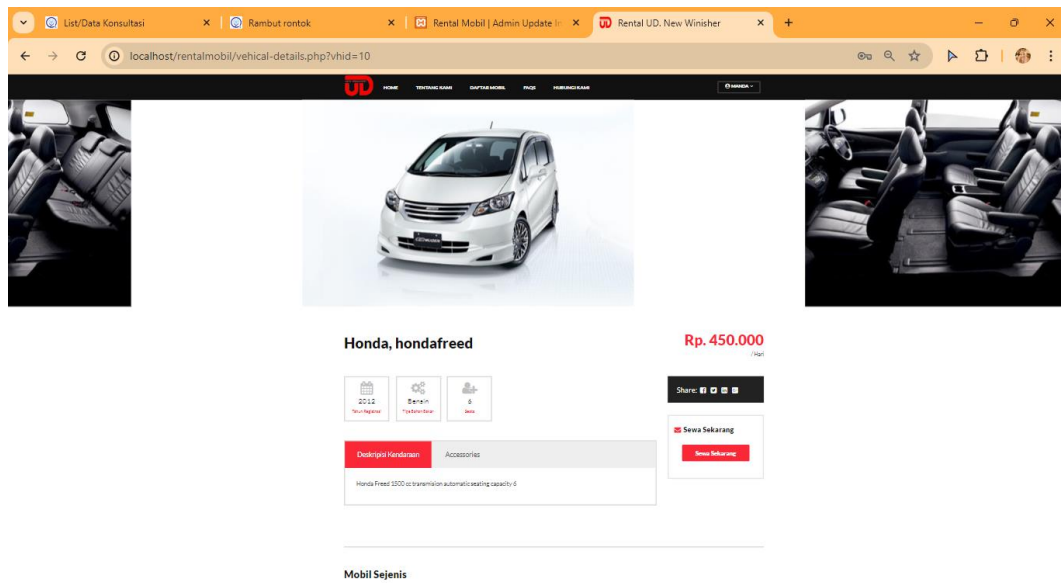 List/Data Konsultasi
Rambut rontok
Rental Mobil | Admin Update I
Rental UD. New Winisher
localhost/rentalmobil/vehical-details.php?vhid=10
UD HOME TENTANG KAMI DAFTAR MOBIL FAQS HUBUNGI KAMI MANDA
Honda, hondafreed
Rp. 450.000
/ Hari
2012
Tahun Registrasi
Bensin
Tipe Bahan Bakar
6
Seats
Share:
Sewa Sekarang
Sewa Sekarang
Deskripisi Kendaraan Accessories
Honda Freed 1500 cc transmision automatic seating capacity 6
Mobil Sejenis